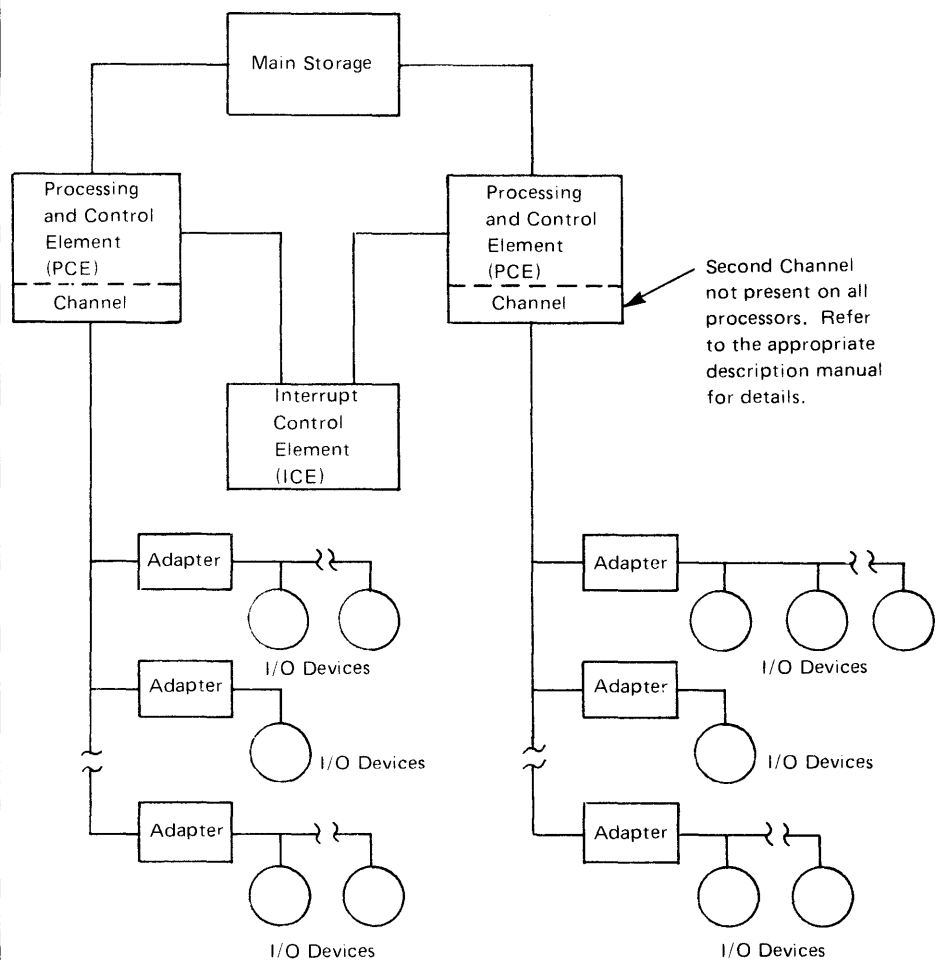 Main Storage
Processing
and Control
Element
(PCE)
Channel
Processing
and Control
Element
(PCE)
Channel
Second Channel
not present on all
processors. Refer
to the appropriate
description manual
for details.
Interrupt
Control
Element
(ICE)
Adapter
I/O Devices
Adapter
I/O Devices
Adapter
I/O Devices
Adapter
I/O Devices
Adapter
I/O Devices
Adapter
I/O Devices